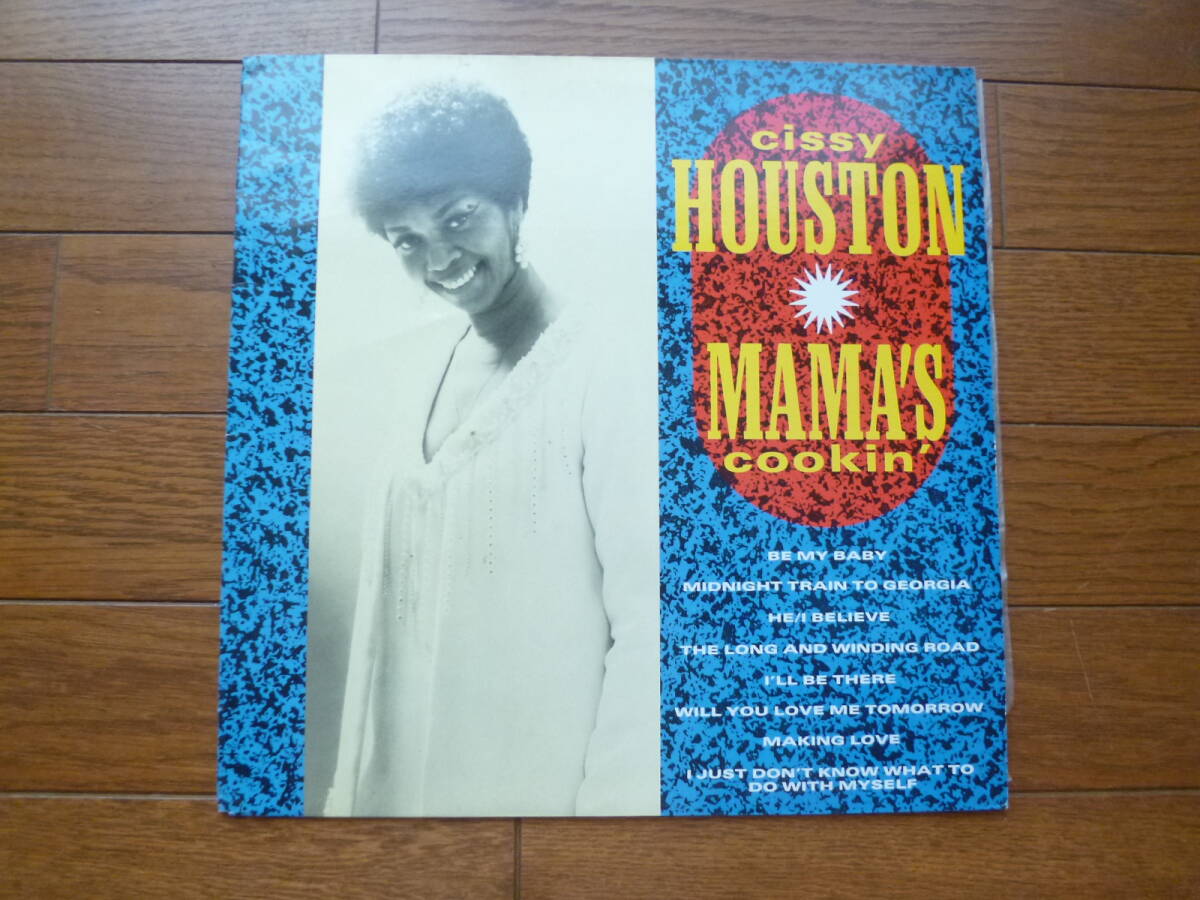 cissy
HOUSTON
MAMA'S
cookin'
BE MY BABY
MIDNIGHT TRAIN TO GEORGIA
HE/I BELIEVE
THE LONG AND WINDING ROAD
I'LL BE THERE
WILL YOU LOVE ME TOMORROW
MAKING LOVE
I JUST DON'T KNOW WHAT TO
DO WITH MYSELF